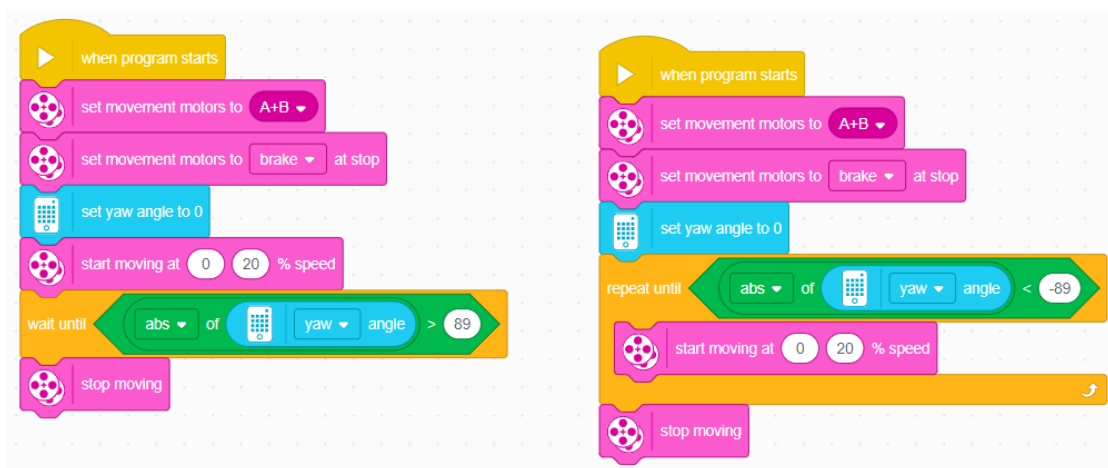 when program starts
set movement motors to A+B
set movement motors to brake at stop
set yaw angle to 0
start moving at 0 20 % speed
wait until abs of yaw angle > 89
stop moving
when program starts
set movement motors to A+B
set movement motors to brake at stop
set yaw angle to 0
repeat until abs of yaw angle < -89
start moving at 0 20 % speed
stop moving